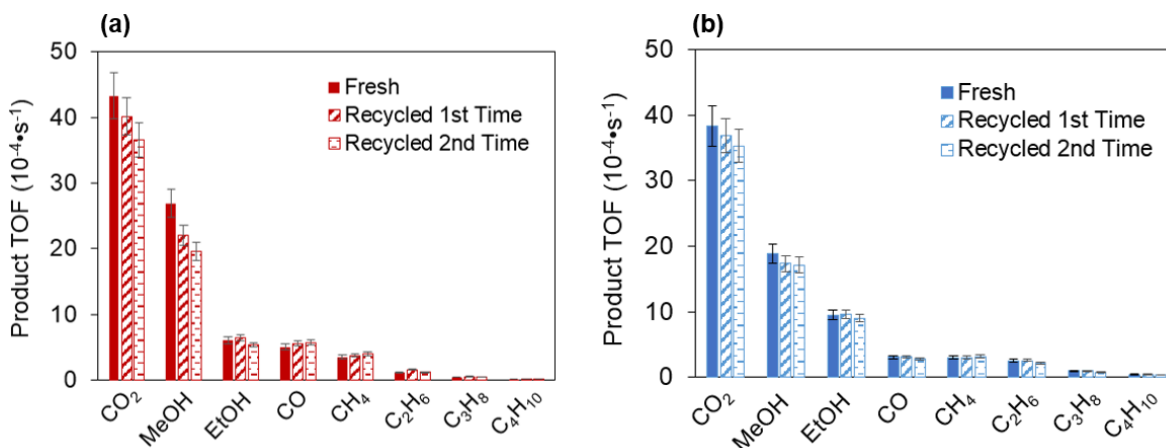 (a)
Product TOF (10⁻⁴•s⁻¹)
50
40
30
20
10
0
Fresh
Recycled 1st Time
Recycled 2nd Time
CO₂
MeOH
EtOH
CO
CH₄
C₂H₆
C₃H₈
C₄H₁₀
(b)
Product TOF (10⁻⁴•s⁻¹)
50
40
30
20
10
0
Fresh
Recycled 1st Time
Recycled 2nd Time
CO₂
MeOH
EtOH
CO
CH₄
C₂H₆
C₃H₈
C₄H₁₀